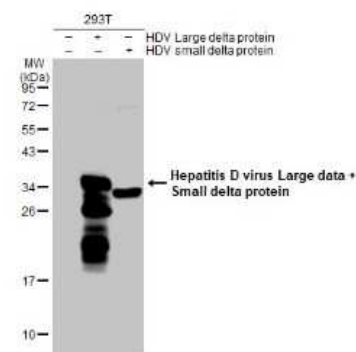 293T
- + - HDV Large delta protein
- - + HDV small delta protein
MW
(kDa)
95
72
55
43
34
26
17
10
Hepatitis D virus Large data +
Small delta protein